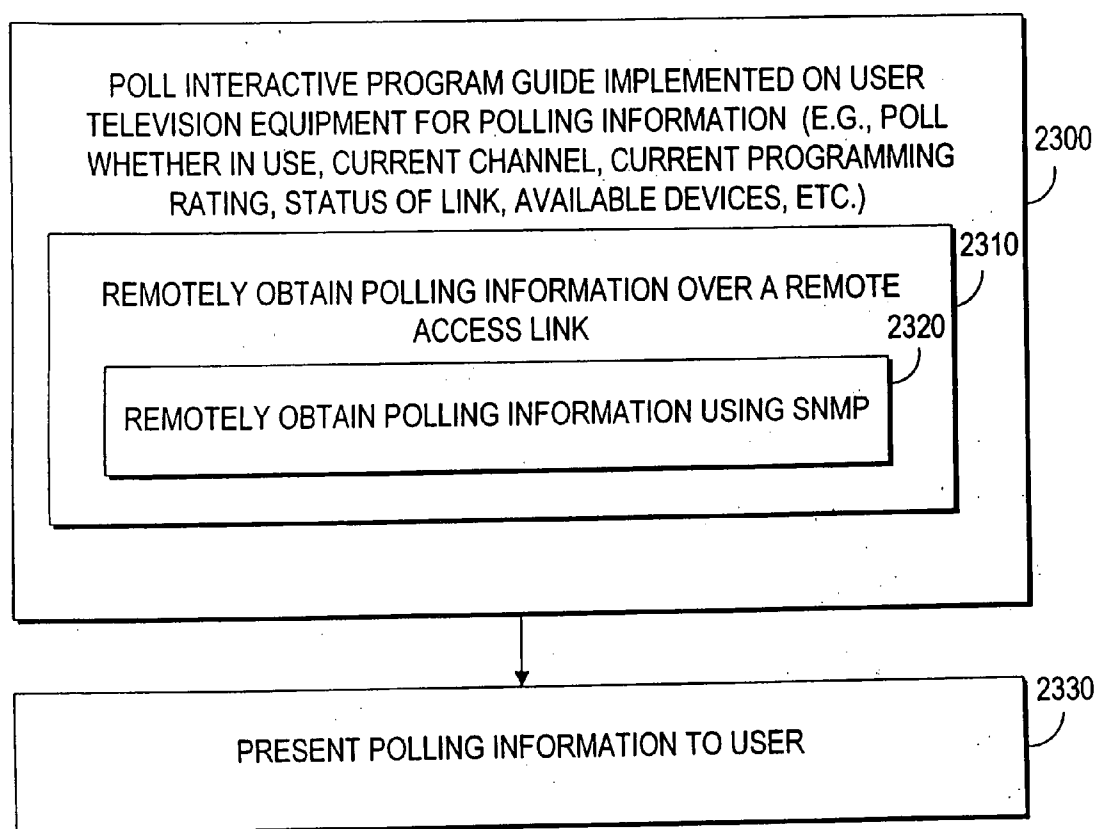 POLL INTERACTIVE PROGRAM GUIDE IMPLEMENTED ON USER
TELEVISION EQUIPMENT FOR POLLING INFORMATION (E.G., POLL
WHETHER IN USE, CURRENT CHANNEL, CURRENT PROGRAMMING
RATING, STATUS OF LINK, AVAILABLE DEVICES, ETC.)
2300
2310
REMOTELY OBTAIN POLLING INFORMATION OVER A REMOTE
ACCESS LINK
2320
REMOTELY OBTAIN POLLING INFORMATION USING SNMP
2330
PRESENT POLLING INFORMATION TO USER